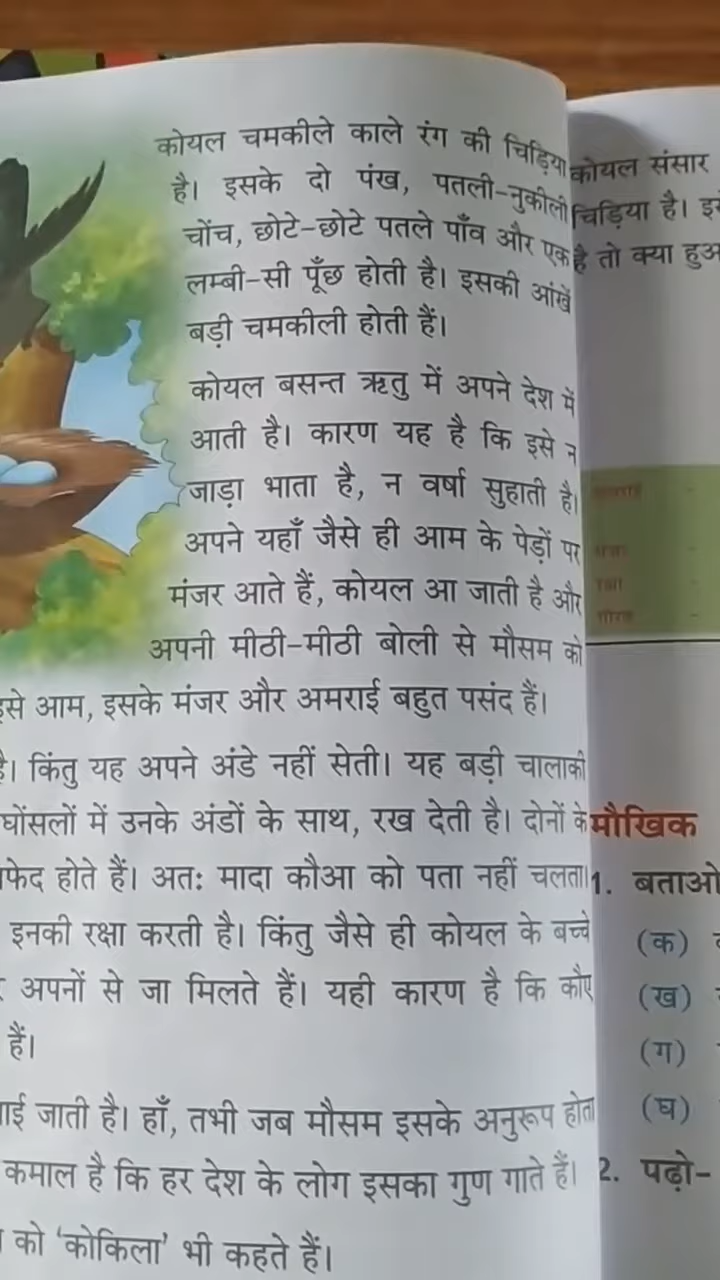 कोयल चमकीले काले रंग की चिड़िया
है। इसके दो पंख, पतली-नुकीली
चोंच, छोटे-छोटे पतले पाँव और एक
लम्बी-सी पूँछ होती है। इसकी आंखें
बड़ी चमकीली होती हैं।
कोयल बसन्त ऋतु में अपने देश में
आती है। कारण यह है कि इसे न
जाड़ा भाता है, न वर्षा सुहाती है।
अपने यहाँ जैसे ही आम के पेड़ों पर
मंजर आते हैं, कोयल आ जाती है और
अपनी मीठी-मीठी बोली से मौसम को
आम, इसके मंजर और अमराई बहुत पसंद हैं।
किंतु यह अपने अंडे नहीं सेती। यह बड़ी चालाकी
घोंसलों में उनके अंडों के साथ, रख देती है। दोनों के
होते हैं। अतः मादा कौआ को पता नहीं चलता।
इनकी रक्षा करती है। किंतु जैसे ही कोयल के बच्चे
अपनों से जा मिलते हैं। यही कारण है कि कौए
हैं।
जाती है। हाँ, तभी जब मौसम इसके अनुरूप होता
कमाल है कि हर देश के लोग इसका गुण गाते हैं।
को ‘कोकिला’ भी कहते हैं।
कोयल संसार
चिड़िया है।
है तो क्या
मौखिक
1. बताओ
(क)
(ख)
(ग)
(घ)
2. पढ़ो-